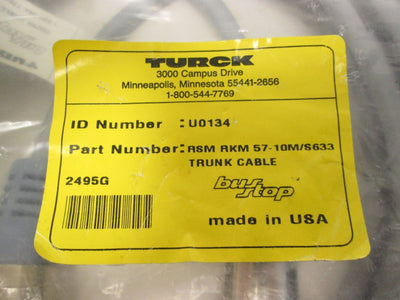 TURCK
3000 Campus Drive
Minneapolis, Minnesota 55441-2656
1-800-544-7769
ID Number : U0134
Part Number: RSM RKM 57-10M/S633
TRUNK CABLE
2495G
bus stop
made in USA